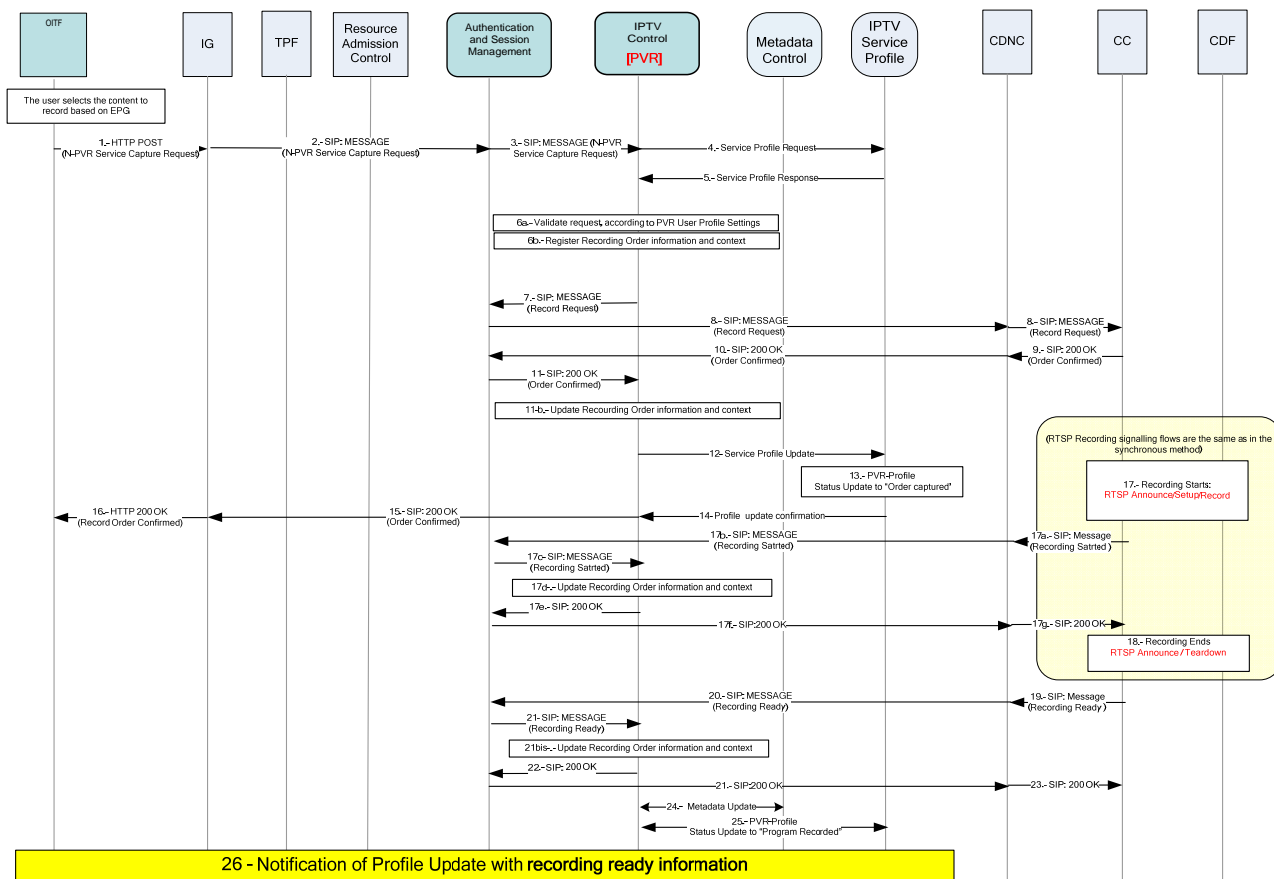 OITF
IG
TPF
Resource
Admission
Control
Authentication
and Session
Management
IPTV
Control
[PVR]
Metadata
Control
IPTV
Service
Profile
CDNC
CC
CDF
The user selects the content to
record based on EPG
1.- HTTP POST
(N-PVR Service Capture Request)
2.- SIP: MESSAGE
(N-PVR Service Capture Request)
3.- SIP: MESSAGE (N-PVR
Service Capture Request)
4.- Service Profile Request
5.- Service Profile Response
6a.- Validate request, according to PVR User Profile Settings
6b.- Register Recording Order information and context
7.- SIP: MESSAGE
(Record Request)
8.- SIP: MESSAGE
(Record Request)
8.- SIP: MESSAGE
(Record Request)
10.- SIP: 200 OK
(Order Confirmed)
9.- SIP: 200 OK
(Order Confirmed)
11- SIP: 200 OK
(Order Confirmed)
11-b.- Update Recourding Order information and context
(RTSP Recording signalling flows are the same as in the
synchronous method)
12- Service Profile Update
13.- PVR-Profile
Status Update to "Order captured"
17.- Recording Starts:
RTSP Announce/Setup/Record
16.- HTTP 200 OK
(Record Order Confirmed)
15.- SIP: 200 OK
(Order Confirmed)
14- Profile update confirmation
17b.- SIP: MESSAGE
(Recording Satrted)
17a.- SIP: Message
(Recording Satrted)
17c- SIP: MESSAGE
(Recording Satrted)
17d-.- Update Recording Order information and context
17e.- SIP: 200 OK
17f.- SIP:200 OK
17g.- SIP: 200 OK
18.- Recording Ends
RTSP Announce / Teardown
20.- SIP: MESSAGE
(Recording Ready)
19.- SIP: Message
(Recording Ready)
21- SIP: MESSAGE
(Recording Ready)
21bis-.- Update Recording Order information and context
22.- SIP: 200 OK
21.- SIP:200 OK
23.- SIP: 200 OK
24.- Metadata Update
25.- PVR-Profile
Status Update to "Program Recorded"
26 - Notification of Profile Update with recording ready information